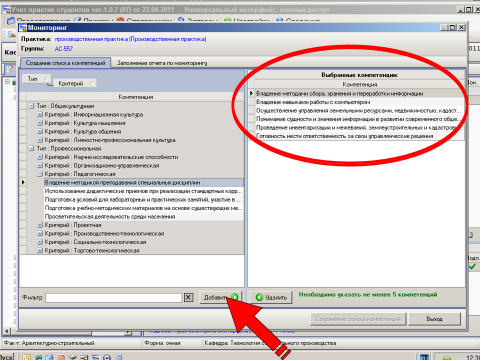 Учет практик студентов ver 1.0.7 (87) от 22.04.2011 - Универсальный интерфейс, полный доступ
Мониторинг
Практика: производственная практика (Производственная практика)
Группы: АС-557
Создание списка компетенций Заполнение отчета по мониторингу
Тип
Критерий
Компетенция
Тип : Общекультурная
Критерий : Информационная культура
Критерий : Культура мышления
Критерий : Культура общения
Критерий : Личностно-профессиональная культура
Тип : Профессиональная
Критерий : Научно-исследовательские способности
Критерий : Организационно-управленческая
Критерий : Педагогическая
Владение методикой преподавания специальных дисциплин
Использование дидактических приемов при реализации стандартных корр...
Подготовка условий для лабораторных и практических занятий, участие в ...
Подготовка учебно-методических материалов на основе существующих ме...
Просветительская деятельность среди населения
Критерий : Проектная
Критерий : Производственно-технологическая
Критерий : Социально-технологическая
Критерий : Торгово-технологическая
Фильтр:
Добавить
Выбранные компетенции:
Компетенция
Владение методами сбора, хранения и переработки информации
Владение навыками работы с компьютером
Осуществление управления земельными ресурсами, недвижимостью, кадаст...
Понимание сущности и значения информации в развитии современного обще...
Проведение инвентаризации и межевания, землеустроительных и кадастров...
Готовность нести ответственность за свои управленческие решения
Удалить
Необходимо указать не менее 5 компетенций
Сохранение списка компетенций
Выход
Факт: Архитектурно-строительный Форма: очная Кафедра: Технология строительного производства